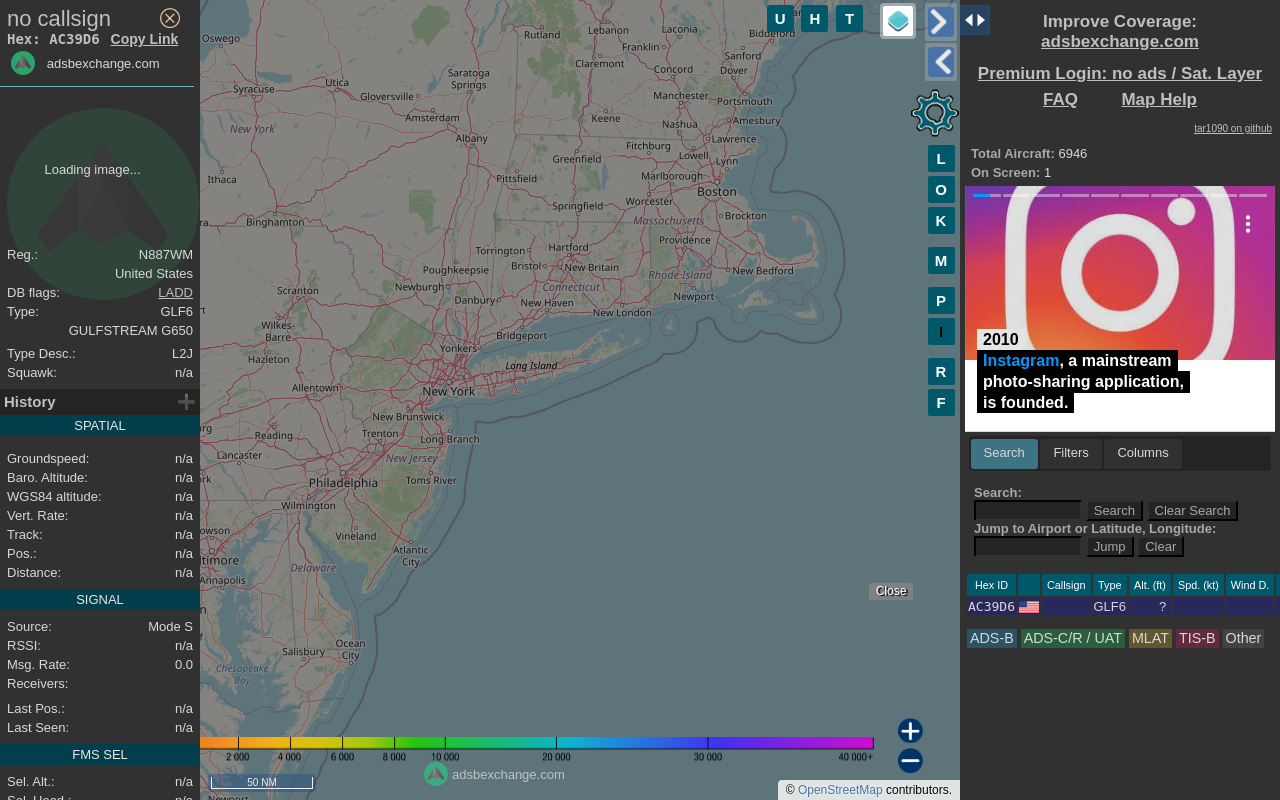 no callsign
Hex: AC39D6 Copy Link
adsbexchange.com
Loading image...
Reg.: N887WM
United States
DB flags: LADD
Type: GLF6
GULFSTREAM G650
Type Desc.: L2J
Squawk: n/a
History
SPATIAL
Groundspeed: n/a
Baro. Altitude: n/a
WGS84 altitude: n/a
Vert. Rate: n/a
Track: n/a
Pos.: n/a
Distance: n/a
SIGNAL
Source: Mode S
RSSI: n/a
Msg. Rate: 0.0
Receivers:
Last Pos.: n/a
Last Seen: n/a
FMS SEL
Sel. Alt.: n/a
Sel. Head.: n/a
U H T
L
O
K
M
P
I
R
F
Oswego
Rutland
Lebanon
Laconia
Biddeford
Franklin
Sanford
Claremont
Concord
Dover
Utica
Saratoga
Springs
Syracuse
Gloversville
Manchester
Portsmouth
Amsterdam
Keene
Amesbury
New York
Nashua
Albany
Lawrence
Fitchburg
Greenfield
Lowell
Lynn
Ithaca
Pittsfield
Marlborough
Boston
Springfield
Worcester
Binghamton
Massachusetts
Brockton
Torrington
Hartford
Providence
Poughkeepsie
Bristol
New Britain
New Bedford
Rhode Island
Scranton
Newburgh
Connecticut
Danbury
New Haven
Newport
New London
Wilkes-
Barre
Bridgeport
Yonkers
Hazleton
Long Island
Allentown
New York
New Brunswick
Reading
Trenton
Long Branch
Lancaster
New Jersey
Philadelphia
Toms River
Wilmington
Vineland
Atlantic
City
Delaware
Annapolis
Ocean
City
Salisbury
Chesapeake
Bay
Close
2 000 4 000 6 000 8 000 10 000 20 000 30 000 40 000+
50 NM
adsbexchange.com
© OpenStreetMap contributors.
Improve Coverage:
adsbexchange.com
Premium Login: no ads / Sat. Layer
FAQ Map Help
tar1090 on github
Total Aircraft: 6946
On Screen: 1
2010
Instagram, a mainstream
photo-sharing application,
is founded.
Search Filters Columns
Search:
Search Clear Search
Jump to Airport or Latitude, Longitude:
Jump Clear
Hex ID Callsign Type Alt. (ft) Spd. (kt) Wind D.
AC39D6 GLF6 ?
ADS-B ADS-C/R / UAT MLAT TIS-B Other